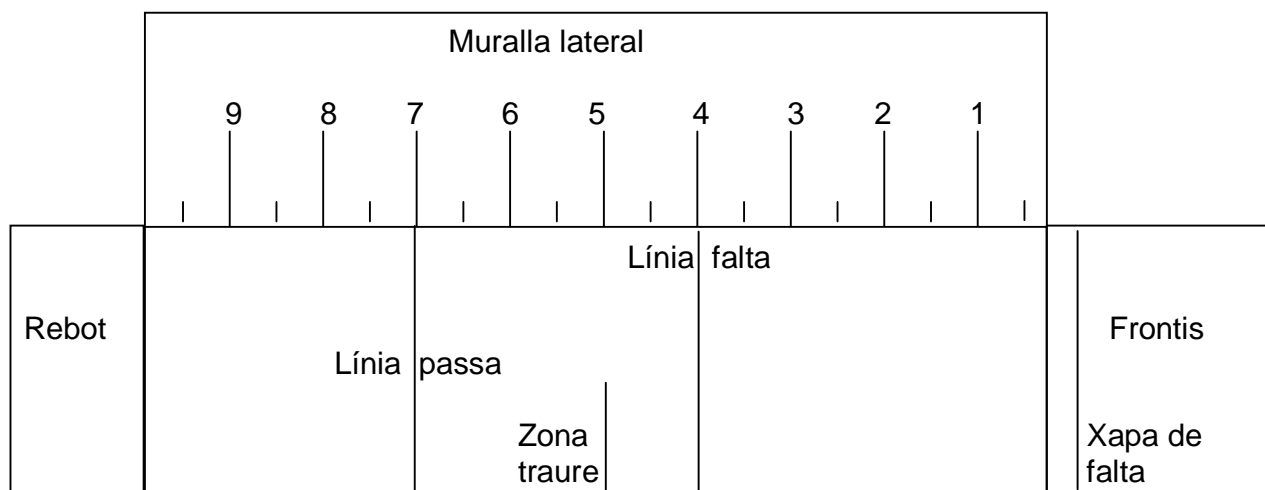 Muralla lateral
9 8 7 6 5 4 3 2 1
Línia falta
Rebot
Frontis
Línia passa
Zona
traure
Xapa de
falta